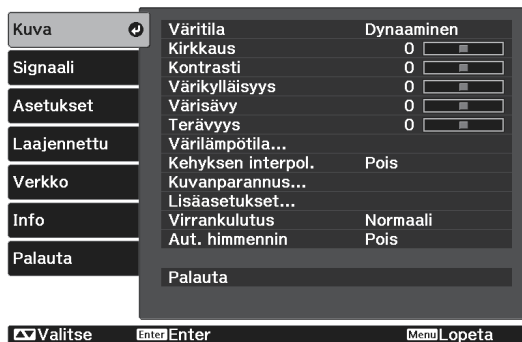 Kuva
Signaali
Asetukset
Laajennettu
Verkko
Info
Palauta
Väritila Dynaaminen
Kirkkaus 0
Kontrasti 0
Värikylläisyys 0
Värisävy 0
Terävyys 0
Värilämpötila...
Kehyksen interpol. Pois
Kuvanparannus...
Lisäasetukset...
Virrankulutus Normaali
Aut. himmennin Pois
Palauta
Valitse Enter Enter Menu Lopeta